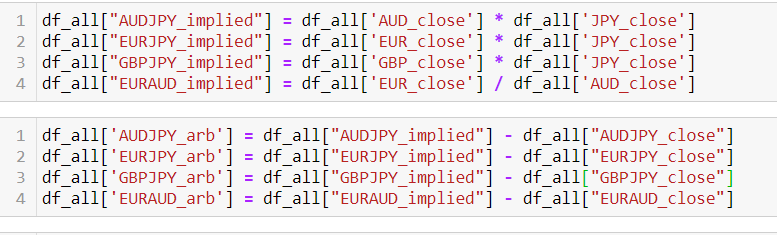 1 df_all["AUDJPY_implied"] = df_all['AUD_close'] * df_all['JPY_close']
2 df_all["EURJPY_implied"] = df_all['EUR_close'] * df_all['JPY_close']
3 df_all["GBPJPY_implied"] = df_all['GBP_close'] * df_all['JPY_close']
4 df_all["EURAUD_implied"] = df_all['EUR_close'] / df_all['AUD_close']
1 df_all['AUDJPY_arb'] = df_all["AUDJPY_implied"] - df_all["AUDJPY_close"]
2 df_all['EURJPY_arb'] = df_all["EURJPY_implied"] - df_all["EURJPY_close"]
3 df_all['GBPJPY_arb'] = df_all["GBPJPY_implied"] - df_all["GBPJPY_close"]
4 df_all['EURAUD_arb'] = df_all["EURAUD_implied"] - df_all["EURAUD_close"]